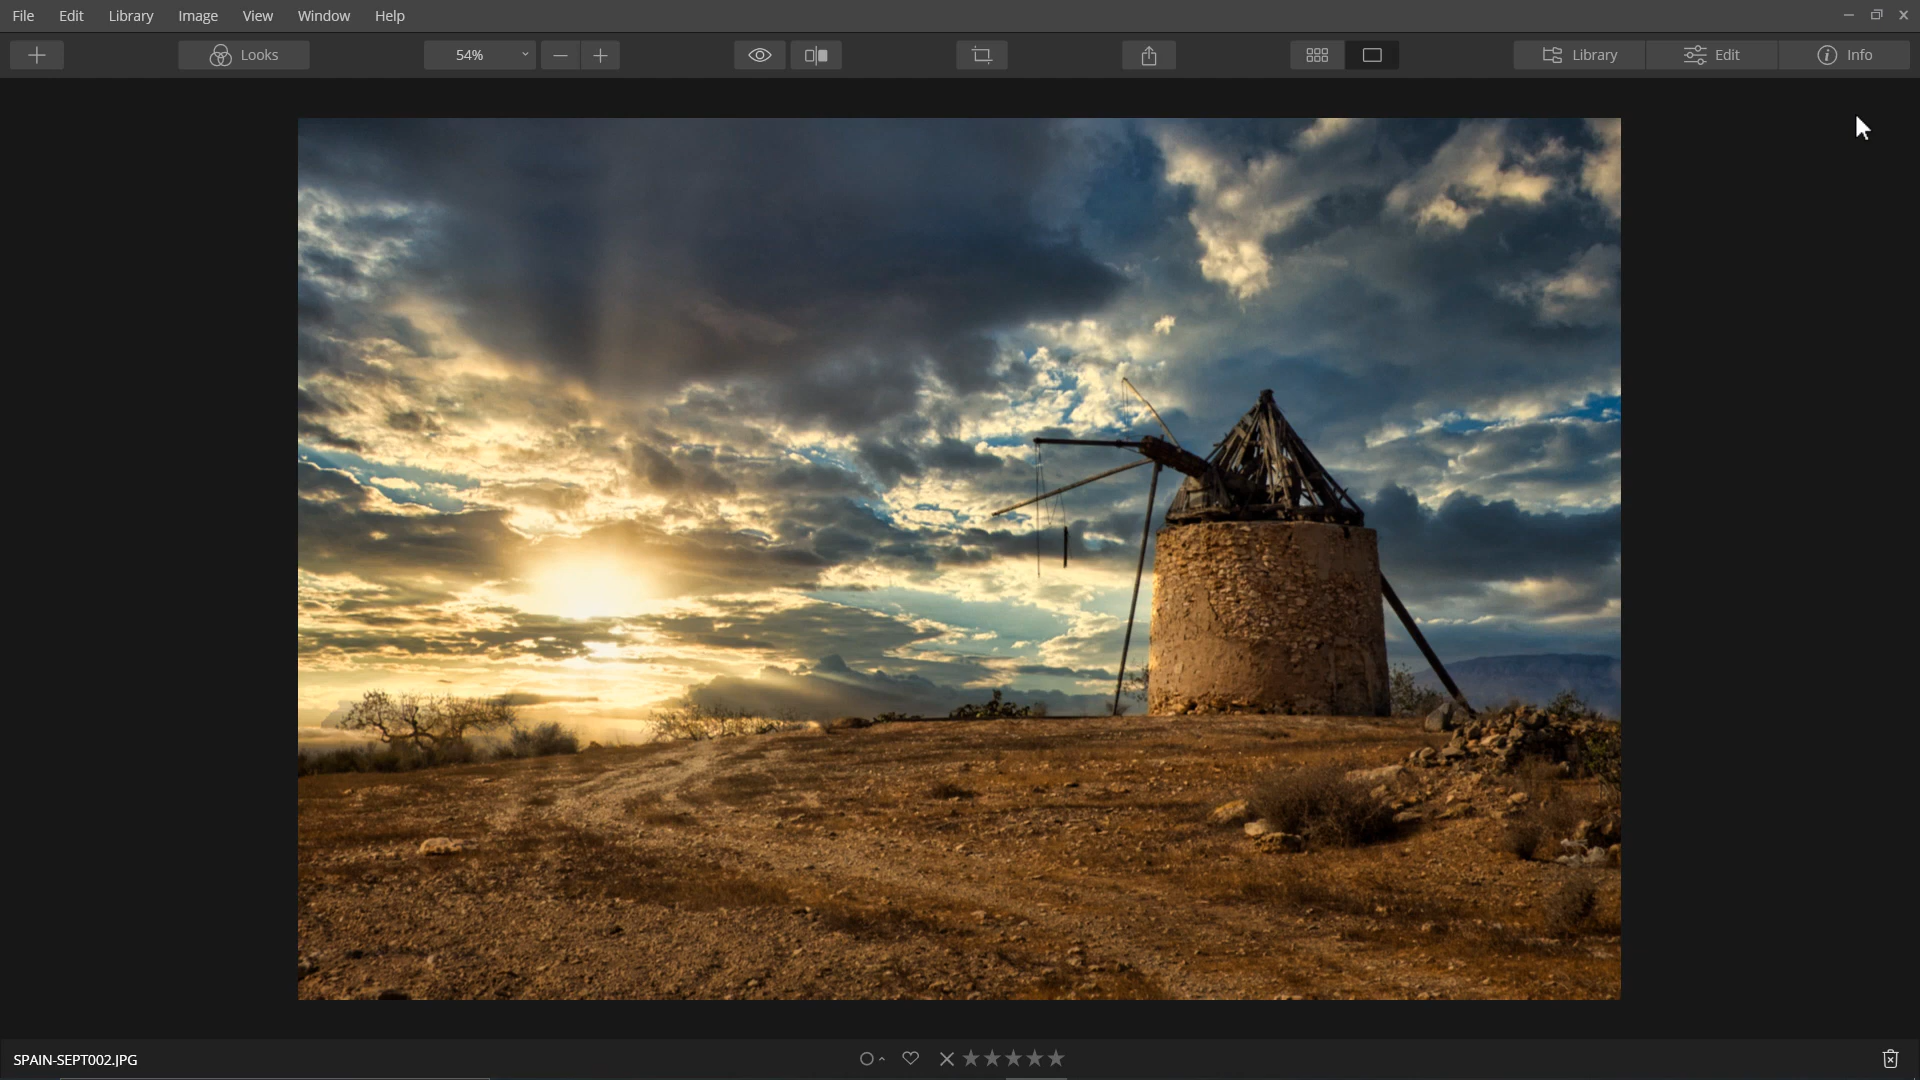 File Edit Library Image View Window Help
Looks 54% Library Edit Info
SPAIN-SEPT002.JPG